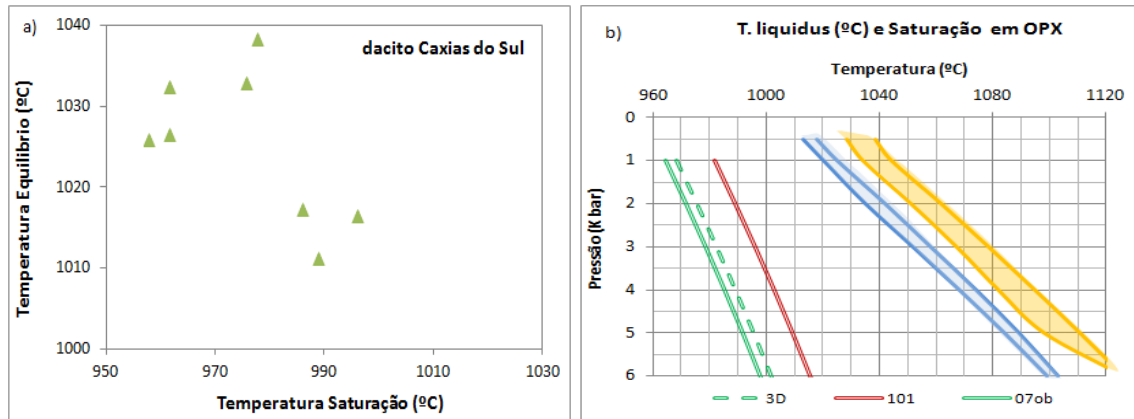 a)
dacito Caxias do Sul
Temperatura Equilibrio (ºC)
1040
1030
1020
1010
1000
950
970
990
1010
1030
Temperatura Saturação (ºC)
b)
T. liquidus (ºC) e Saturação em OPX
Temperatura (ºC)
960
1000
1040
1080
1120
Pressão (K bar)
0
1
2
3
4
5
6
3D
101
07ob